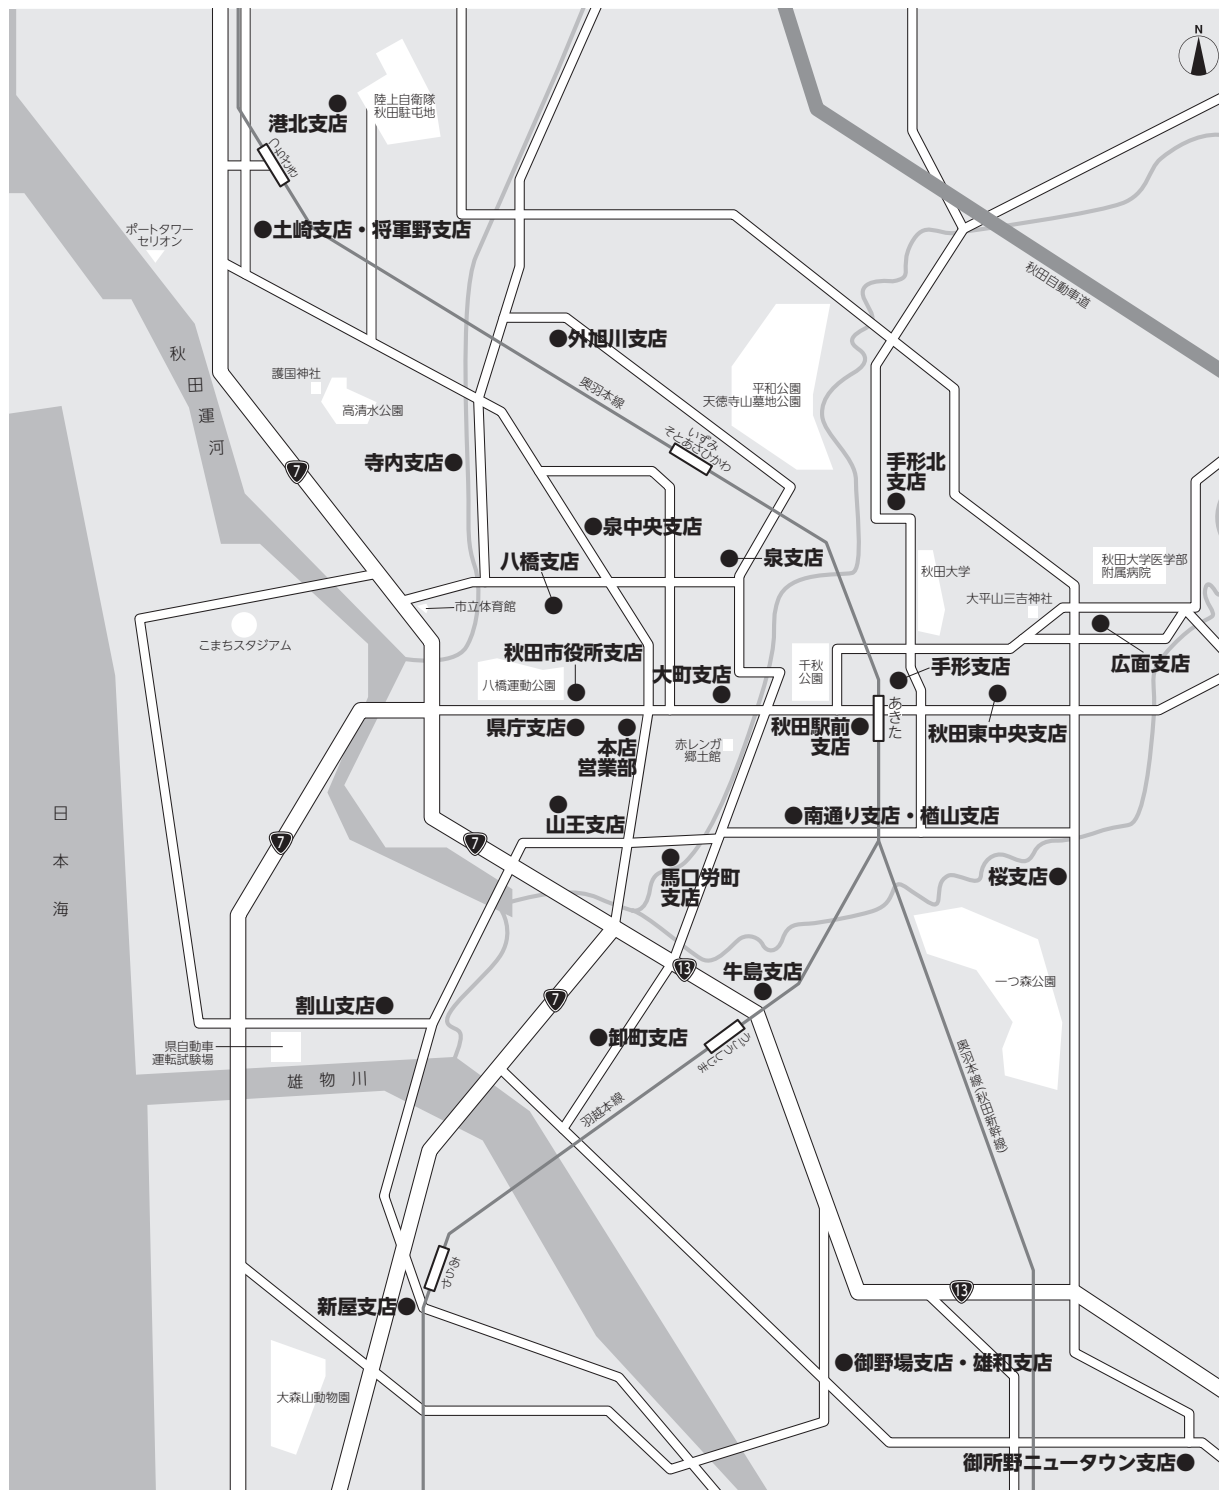 N
陸上自衛隊
秋田駐屯地
港北支店
つちざき
土崎支店・将軍野支店
ポートタワー
セリオン
秋田自動車道
外旭川支店
秋田運河
護国神社
高清水公園
奥羽本線
平和公園
天徳寺山墓地公園
いずみ
そとあさひかわ
寺内支店
7
手形北
支店
泉中央支店
八橋支店
泉支店
秋田大学
秋田大学医学部
附属病院
大平山三吉神社
市立体育館
こまちスタジアム
秋田市役所支店
八橋運動公園
大町支店
千秋
公園
手形支店
広面支店
あきた
県庁支店
本店
営業部
赤レンガ
郷土館
秋田駅前
支店
秋田東中央支店
日本海
山王支店
南通り支店・楢山支店
7
7
馬口労町
支店
桜支店
13
牛島支店
一つ森公園
割山支店
7
卸町支店
うごうしじま
県自動車
運転試験場
雄物川
羽越本線
奥羽本線(秋田新幹線)
あらや
新屋支店
13
御野場支店・雄和支店
大森山動物園
御所野ニュータウン支店